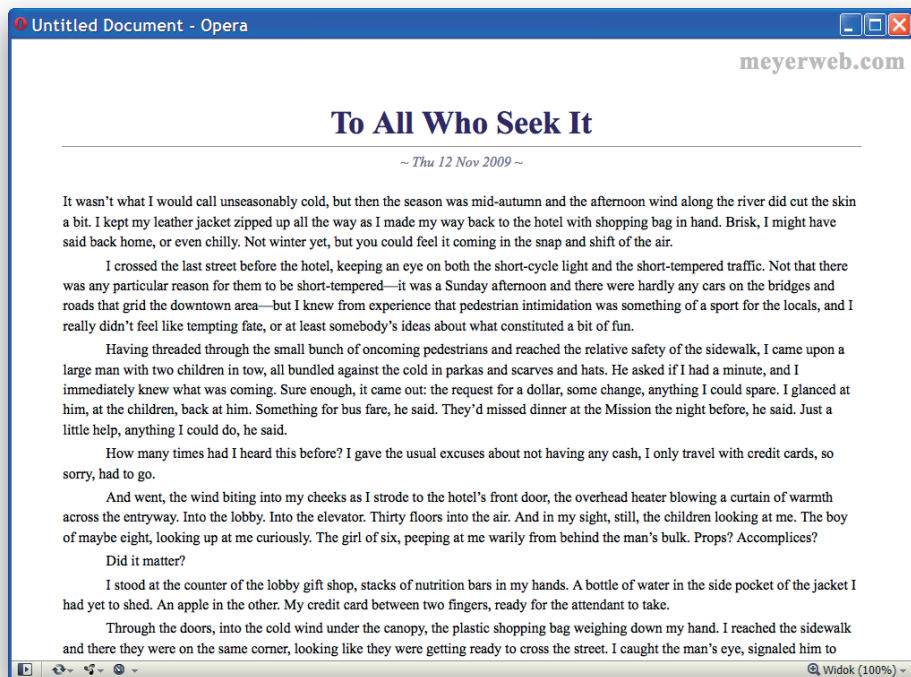 Untitled Document - Opera
meyerweb.com
To All Who Seek It
~ Thu 12 Nov 2009 ~
It wasn’t what I would call unseasonably cold, but then the season was mid-autumn and the afternoon wind along the river did cut the skin
a bit. I kept my leather jacket zipped up all the way as I made my way back to the hotel with shopping bag in hand. Brisk, I might have
said back home, or even chilly. Not winter yet, but you could feel it coming in the snap and shift of the air.
I crossed the last street before the hotel, keeping an eye on both the short-cycle light and the short-tempered traffic. Not that there
was any particular reason for them to be short-tempered—it was a Sunday afternoon and there were hardly any cars on the bridges and
roads that grid the downtown area—but I knew from experience that pedestrian intimidation was something of a sport for the locals, and I
really didn’t feel like tempting fate, or at least somebody’s ideas about what constituted a bit of fun.
Having threaded through the small bunch of oncoming pedestrians and reached the relative safety of the sidewalk, I came upon a
large man with two children in tow, all bundled against the cold in parkas and scarves and hats. He asked if I had a minute, and I
immediately knew what was coming. Sure enough, it came out: the request for a dollar, some change, anything I could spare. I glanced at
him, at the children, back at him. Something for bus fare, he said. They’d missed dinner at the Mission the night before, he said. Just a
little help, anything I could do, he said.
How many times had I heard this before? I gave the usual excuses about not having any cash, I only travel with credit cards, so
sorry, had to go.
And went, the wind biting into my cheeks as I strode to the hotel’s front door, the overhead heater blowing a curtain of warmth
across the entryway. Into the lobby. Into the elevator. Thirty floors into the air. And in my sight, still, the children looking at me. The boy
of maybe eight, looking up at me curiously. The girl of six, peeping at me warily from behind the man’s bulk. Props? Accomplices?
Did it matter?
I stood at the counter of the lobby gift shop, stacks of nutrition bars in my hands. A bottle of water in the side pocket of the jacket I
had yet to shed. An apple in the other. My credit card between two fingers, ready for the attendant to take.
Through the doors, into the cold wind under the canopy, the plastic shopping bag weighing down my hand. I reached the sidewalk
and there they were on the same corner, looking like they were getting ready to cross the street. I caught the man’s eye, signaled him to
Widok (100%)